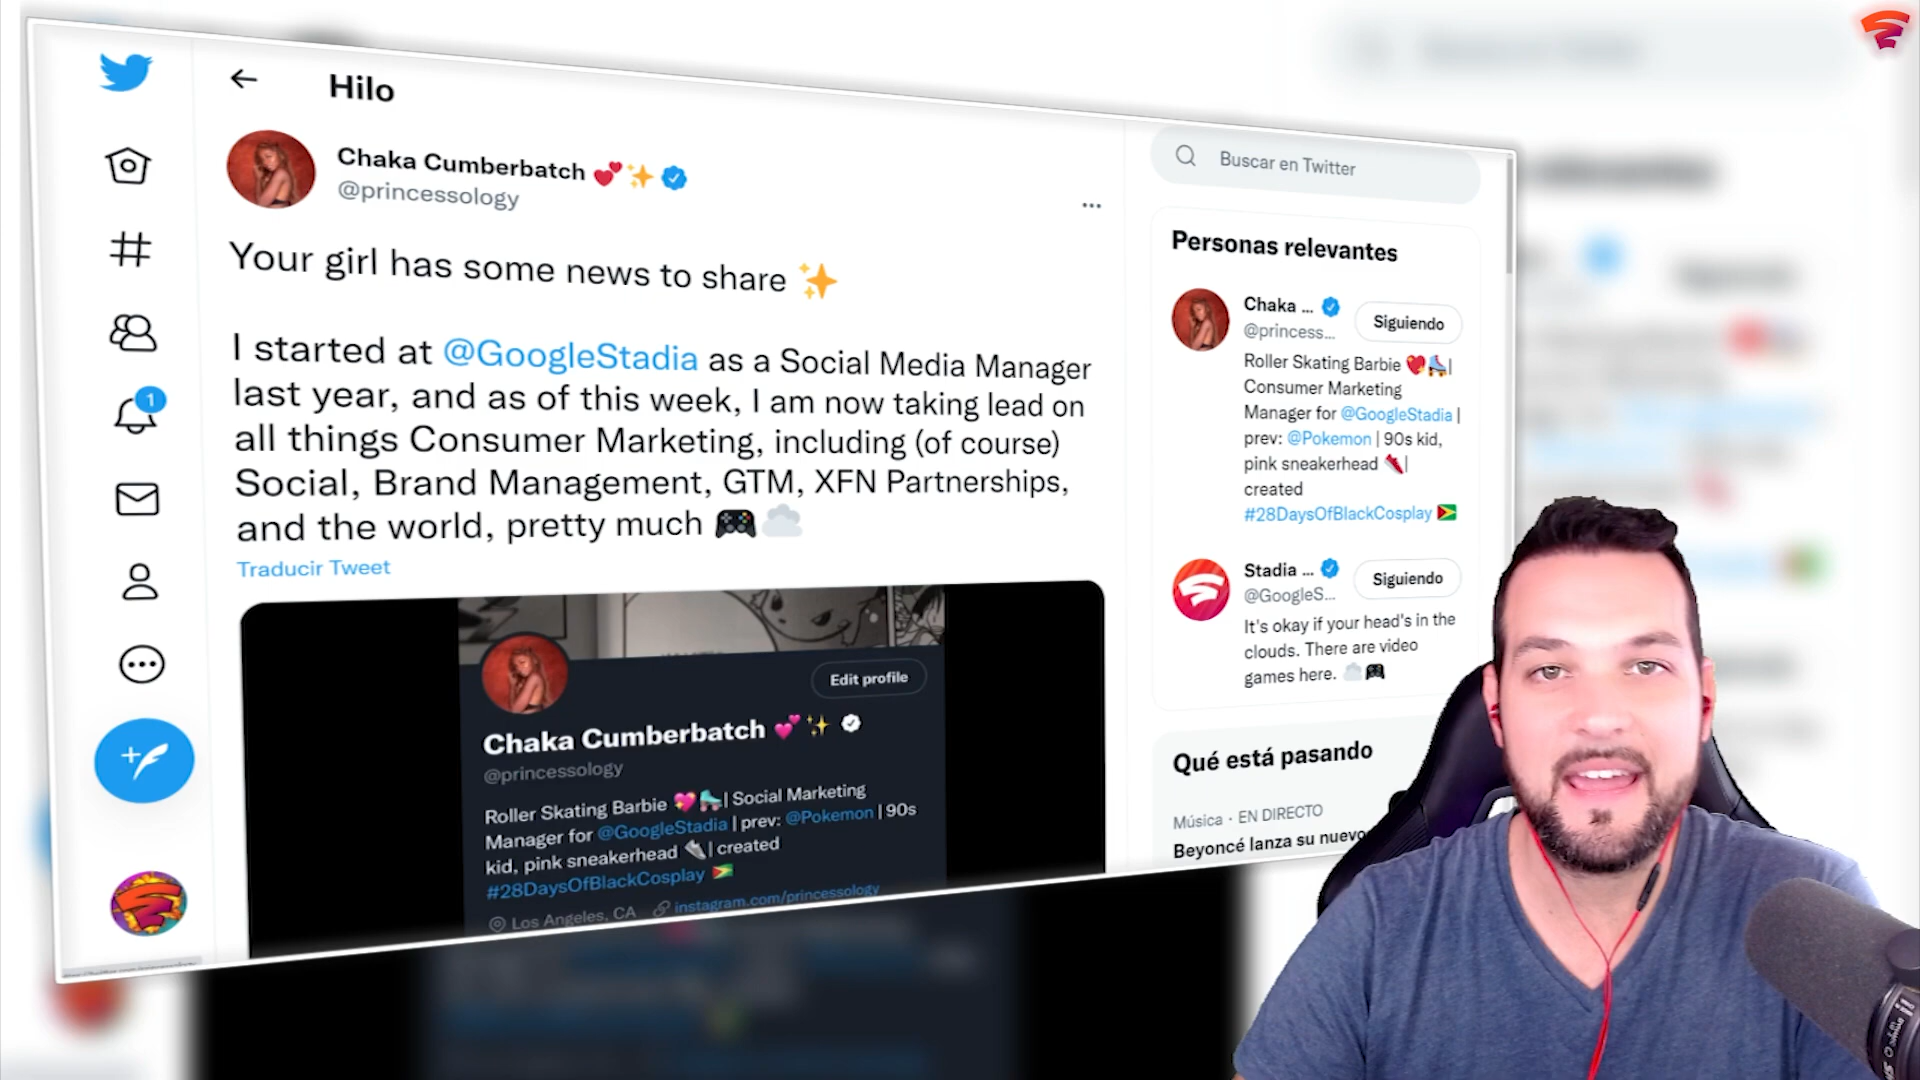 Hilo
Chaka Cumberbatch 💕✨
@princessology
Your girl has some news to share ✨
I started at @GoogleStadia as a Social Media Manager
last year, and as of this week, I am now taking lead on
all things Consumer Marketing, including (of course)
Social, Brand Management, GTM, XFN Partnerships,
and the world, pretty much 🎮☁️
Traducir Tweet
Edit profile
Chaka Cumberbatch 💕✨
@princessology
Roller Skating Barbie 💖🛼| Social Marketing
Manager for @GoogleStadia | prev: @Pokemon | 90s
kid, pink sneakerhead 👟| created
#28DaysOfBlackCosplay 🇬🇾
Los Angeles, CA instagram.com/princessology
1
Buscar en Twitter
Personas relevantes
Chaka ...
@princess...
Siguiendo
Roller Skating Barbie 💖🛼|
Consumer Marketing
Manager for @GoogleStadia |
prev: @Pokemon | 90s kid,
pink sneakerhead 👟|
created
#28DaysOfBlackCosplay 🇬🇾
Stadia ...
@GoogleS...
Siguiendo
It's okay if your head's in the
clouds. There are video
games here. ☁️🎮
Qué está pasando
Música · EN DIRECTO
Beyoncé lanza su nuevo